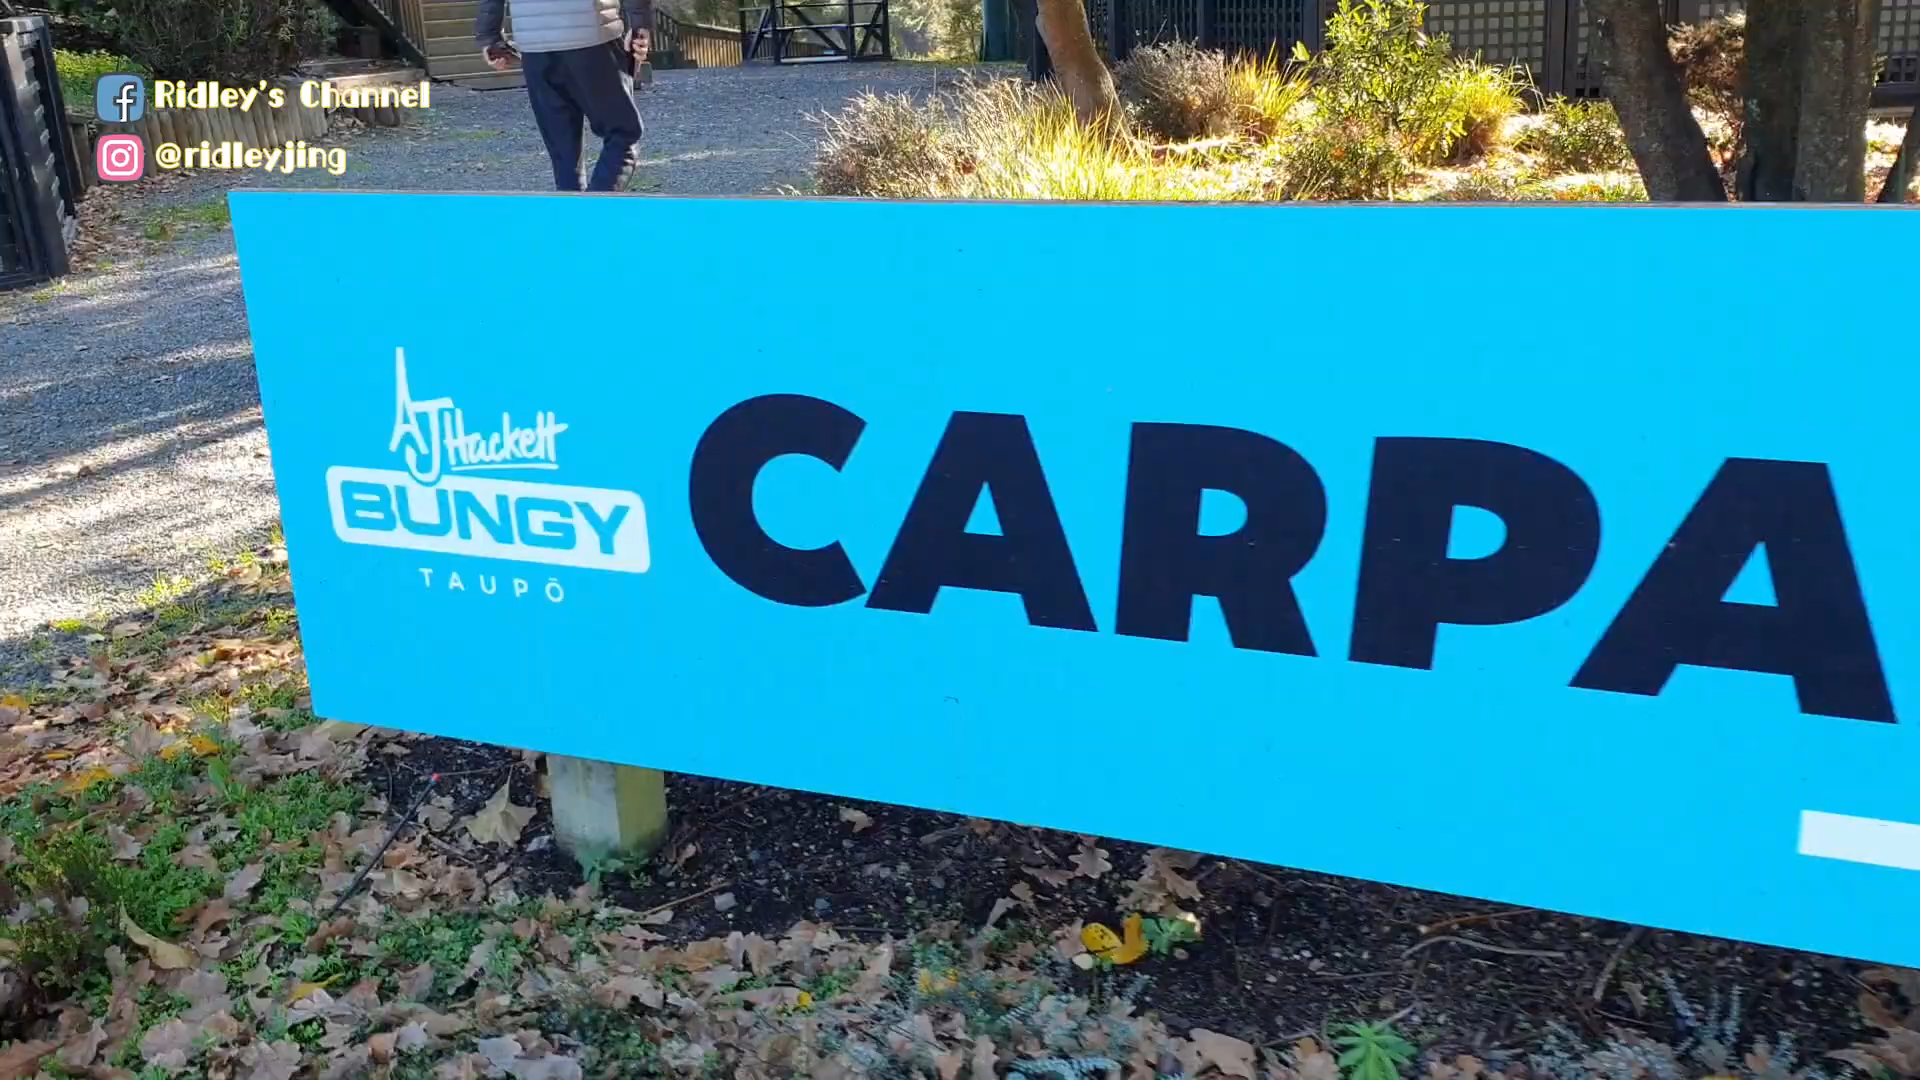 Ridley's Channel
@ridleyjing
AJ Hackett
BUNGY
TAUPŌ
CARPA